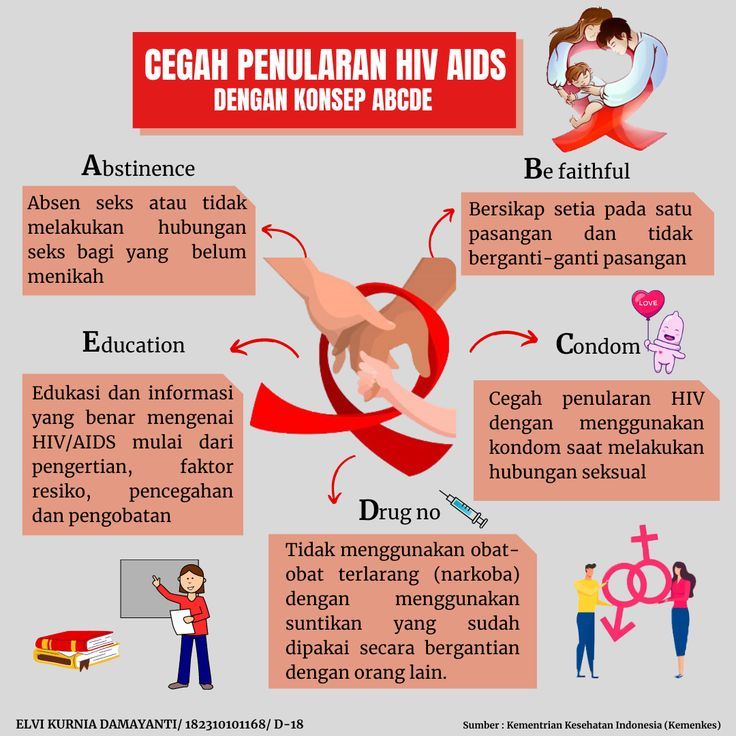 CEGAH PENULARAN HIV AIDS
DENGAN KONSEP ABCDE
Abstinence
Absen seks atau tidak
melakukan hubungan
seks bagi yang belum
menikah
Be faithful
Bersikap setia pada satu
pasangan dan tidak
berganti-ganti pasangan
Education
Edukasi dan informasi
yang benar mengenai
HIV/AIDS mulai dari
pengertian, faktor
resiko, pencegahan
dan pengobatan
Condom
LOVE
Cegah penularan HIV
dengan menggunakan
kondom saat melakukan
hubungan seksual
Drug no
Tidak menggunakan obat-
obat terlarang (narkoba)
dengan menggunakan
suntikan yang sudah
dipakai secara bergantian
dengan orang lain.
ELVI KURNIA DAMAYANTI/ 182310101168/ D-18
Sumber : Kementrian Kesehatan Indonesia (Kemenkes)